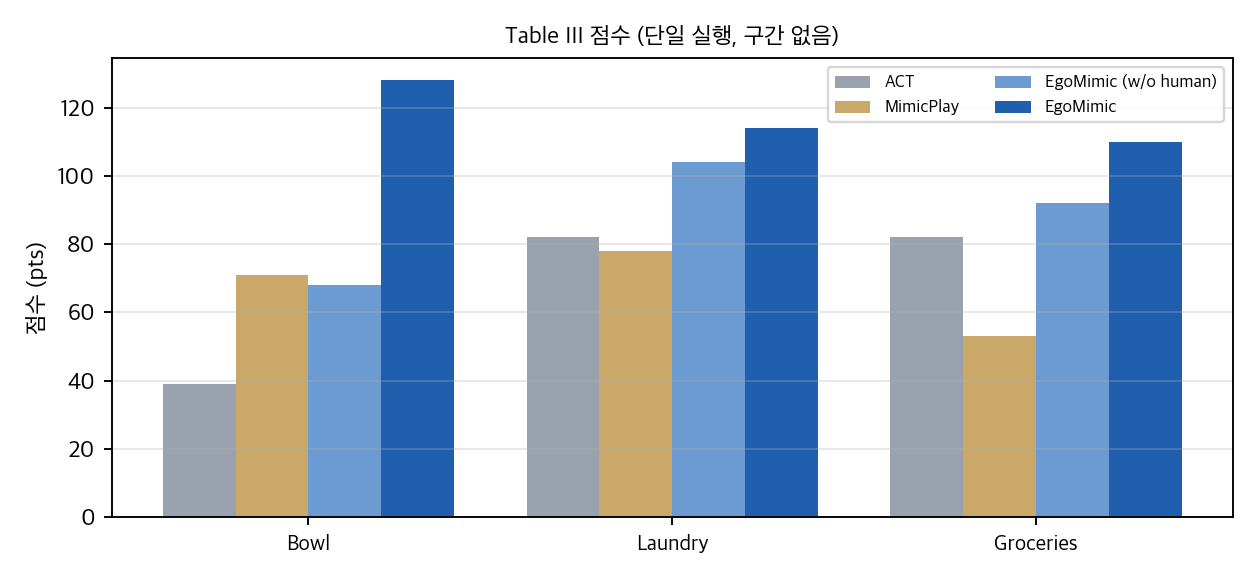 Table III 점수 (단일 실행, 구간 없음)
ACT
MimicPlay
EgoMimic (w/o human)
EgoMimic
점수 (pts)
120
100
80
60
40
20
0
Bowl
Laundry
Groceries